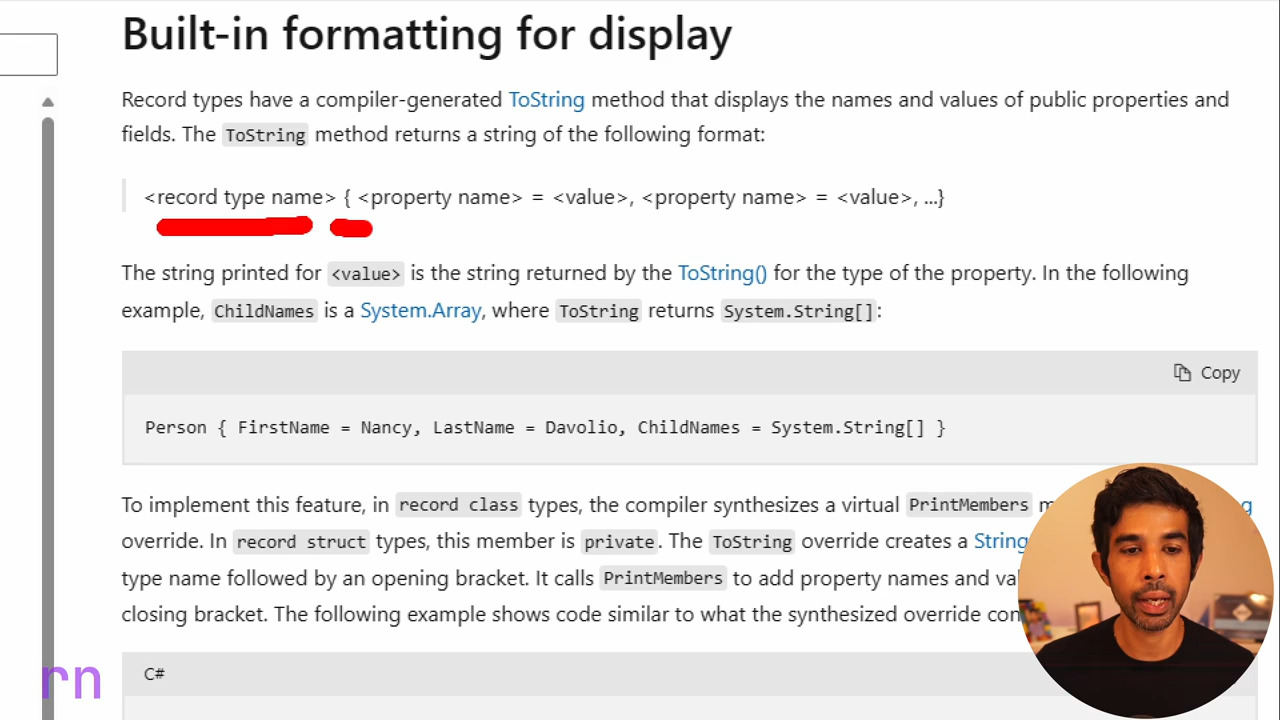 Built-in formatting for display
Record types have a compiler-generated ToString method that displays the names and values of public properties and
fields. The ToString method returns a string of the following format:
<record type name> { <property name> = <value>, <property name> = <value>, ...}
The string printed for <value> is the string returned by the ToString() for the type of the property. In the following
example, ChildNames is a System.Array, where ToString returns System.String[]:
Copy
Person { FirstName = Nancy, LastName = Davolio, ChildNames = System.String[] }
To implement this feature, in record class types, the compiler synthesizes a virtual PrintMembers
override. In record struct types, this member is private. The ToString override creates a String
type name followed by an opening bracket. It calls PrintMembers to add property names and
closing bracket. The following example shows code similar to what the synthesized override
C#
rn